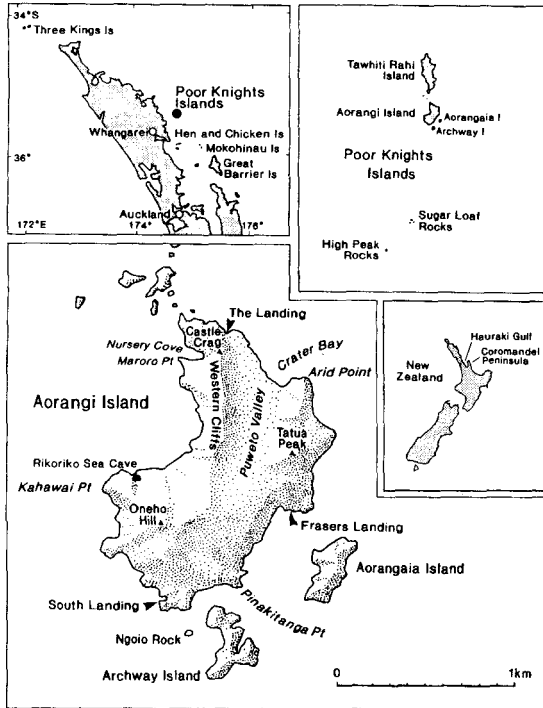 34°S
Three Kings Is
Poor Knights
Islands
Whangarei
Hen and Chicken Is
Mokohinau Is
36°
Great
Barrier Is
Auckland
172°E
174°
176°
Tawhiti Rahi
Island
Aorangi Island
Aorangaia I
Archway I
Poor Knights
Islands
Sugar Loaf
Rocks
High Peak
Rocks
Hauraki Gulf
Coromandel
Peninsula
New
Zealand
The Landing
Castle
Crag
Nursery Cove
Maroro Pt
Crater Bay
Arid Point
Western Cliffs
Puweto Valley
Aorangi Island
Tatua
Peak
Rikoriko Sea Cave
Kahawai Pt
Oneho
Hill
Frasers Landing
Aorangaia Island
South Landing
Pinakitanga Pt
Ngoio Rock
Archway Island
0
1km